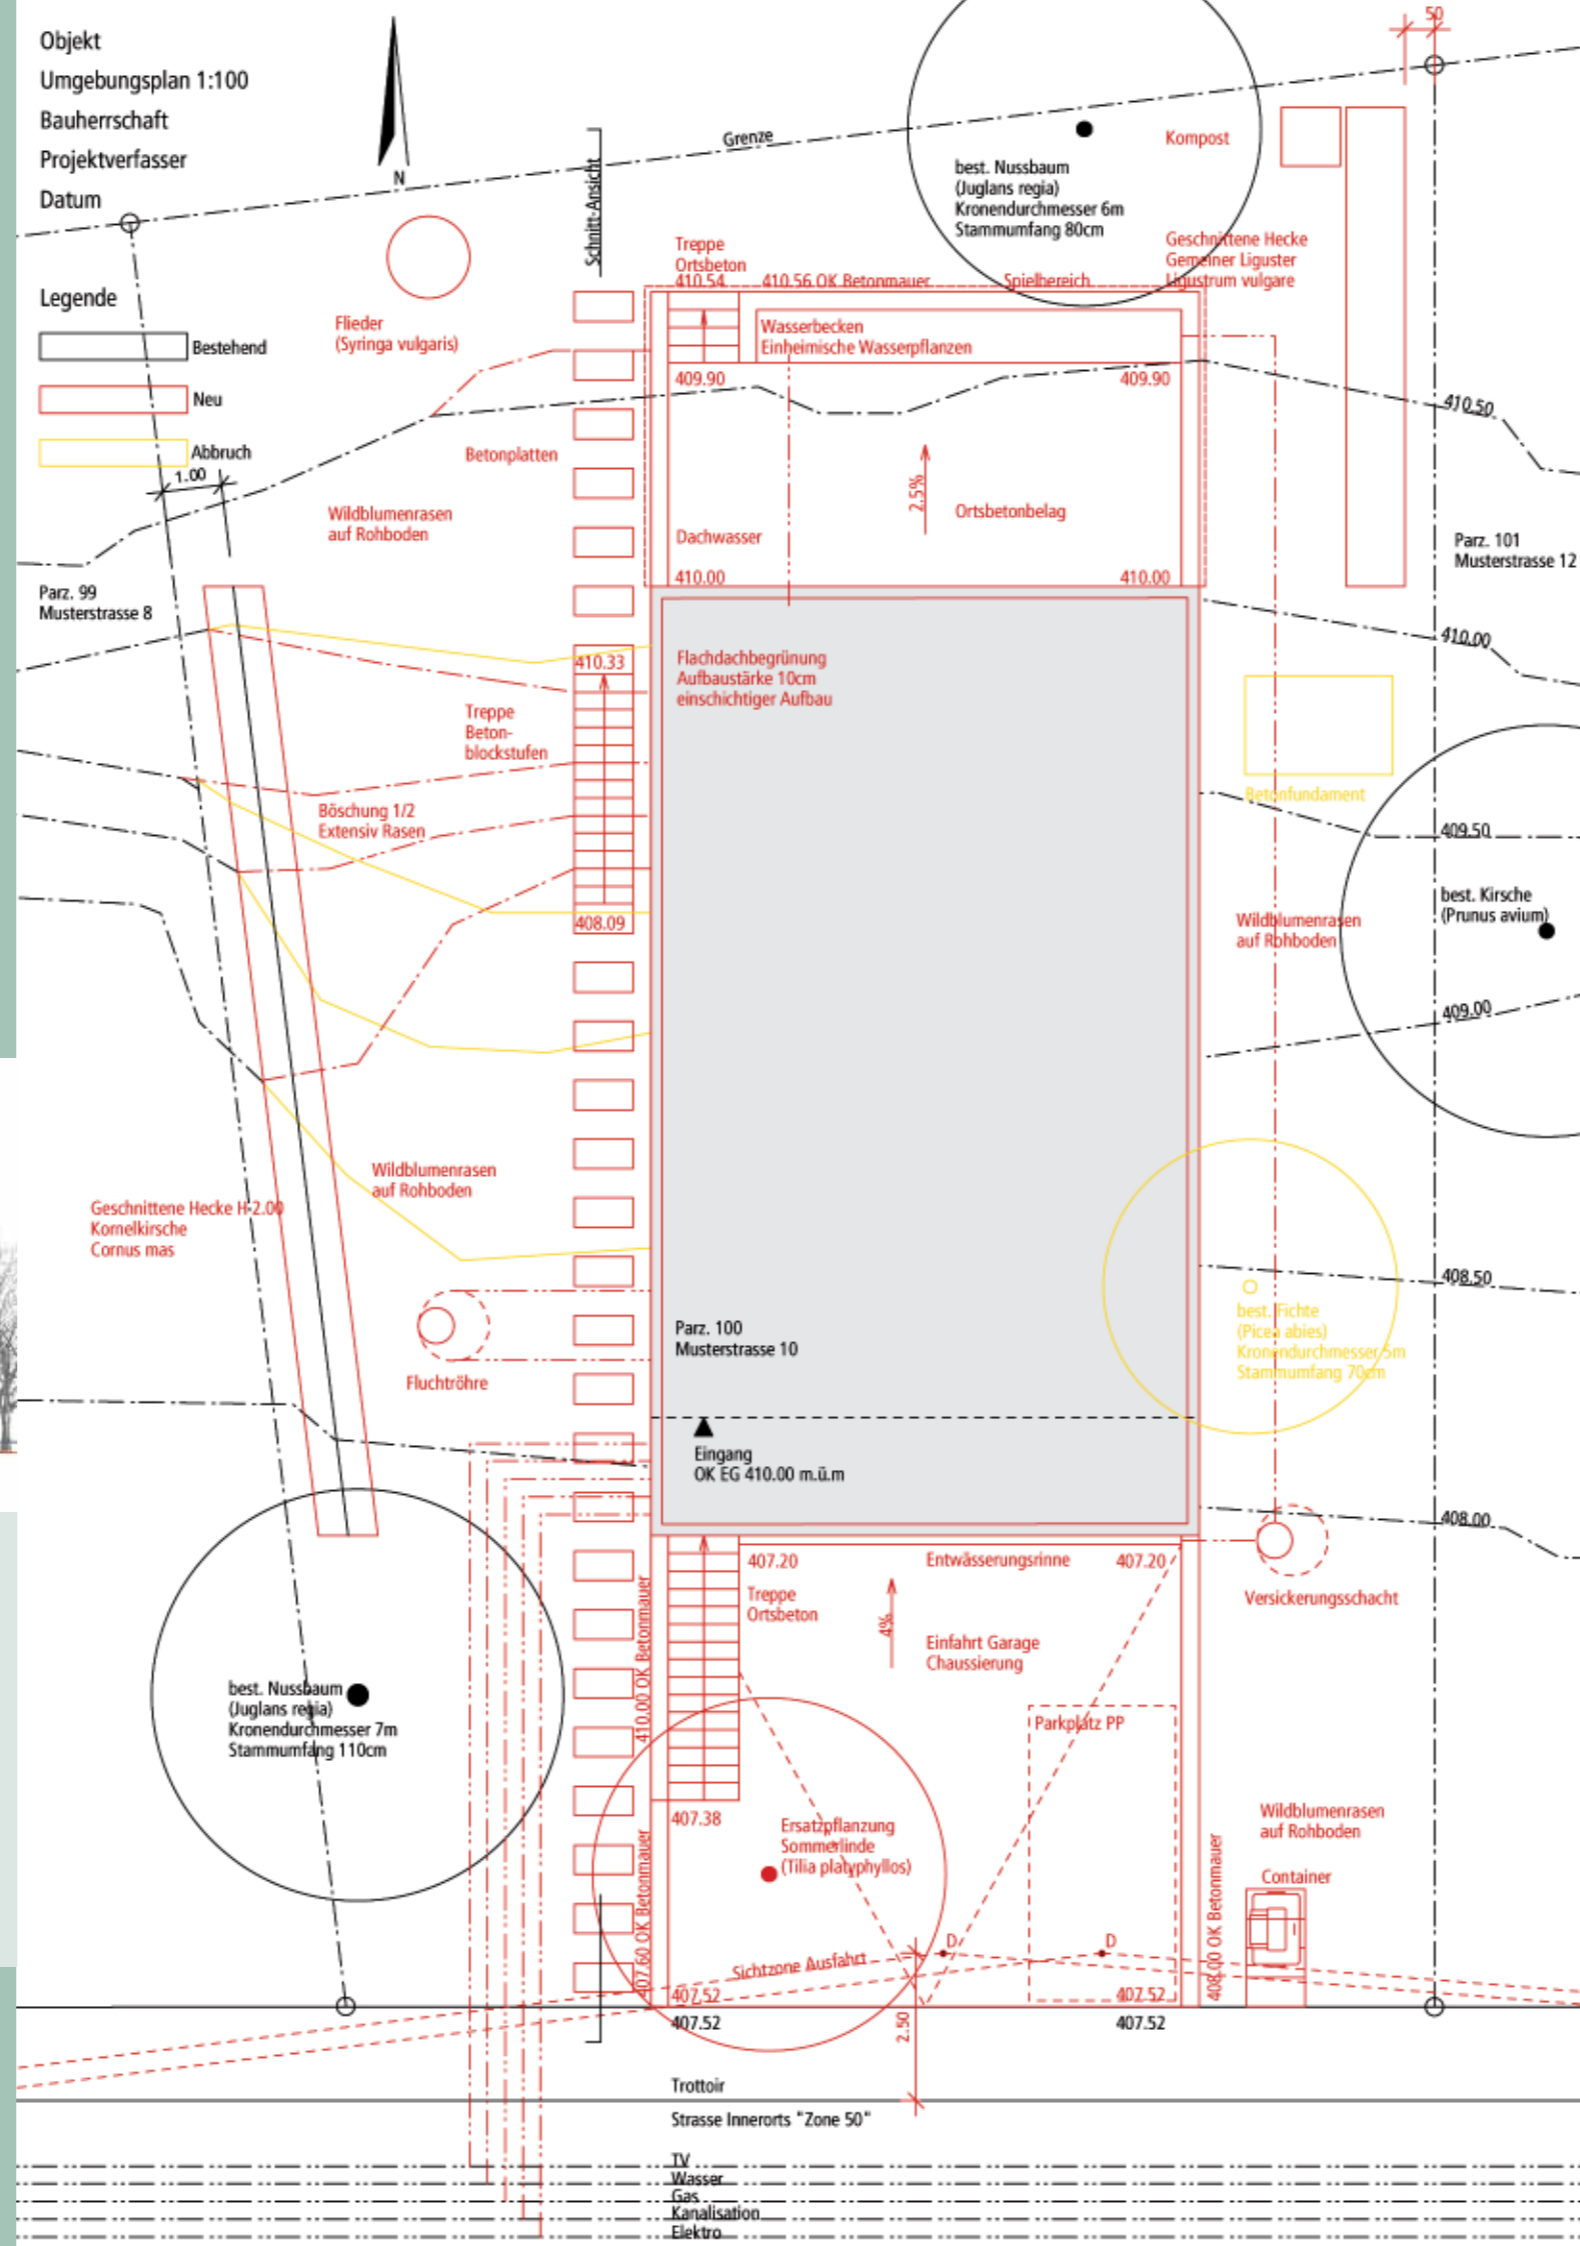 Objekt
Umgebungsplan 1:100
Bauherrschaft
Projektverfasser
Datum
N
Schnitt-Ansicht
Grenze
50
best. Nussbaum
(Juglans regia)
Kronendurchmesser 6m
Stammumfang 80cm
Kompost
Geschnittene Hecke
Gemeiner Liguster
Ligustrum vulgare
Treppe
Ortsbeton
410.54
410.56 OK Betonmauer
Spielbereich
Legende
Bestehend
Neu
Abbruch
1.00
Flieder
(Syringa vulgaris)
Wasserbecken
Einheimische Wasserpflanzen
409.90
409.90
410.50
Betonplatten
2.5%
Ortsbetonbelag
Wildblumenrasen
auf Rohboden
Dachwasser
410.00
410.00
Parz. 101
Musterstrasse 12
Parz. 99
Musterstrasse 8
410.00
410.33
Flachdachbegrünung
Aufbaustärke 10cm
einschichtiger Aufbau
Treppe
Beton-
blockstufen
Betonfundament
Böschung 1/2
Extensiv Rasen
409.50
best. Kirsche
(Prunus avium)
408.09
Wildblumenrasen
auf Rohboden
409.00
Wildblumenrasen
auf Rohboden
Geschnittene Hecke H 2.00
Kornelkirsche
Cornus mas
408.50
best. Fichte
(Picea abies)
Kronendurchmesser 5m
Stammumfang 70cm
Parz. 100
Musterstrasse 10
Fluchtröhre
Eingang
OK EG 410.00 m.ü.m
408.00
407.20
Entwässerungsrinne
407.20
Treppe
Ortsbeton
4%
Versickerungsschacht
410.00 OK Betonmauer
Einfahrt Garage
Chaussierung
best. Nussbaum
(Juglans regia)
Kronendurchmesser 7m
Stammumfang 110cm
Parkplatz PP
407.38
Ersatzpflanzung
Sommerlinde
(Tilia platyphyllos)
Wildblumenrasen
auf Rohboden
Container
407.60 OK Betonmauer
408.00 OK Betonmauer
D
D
Sichtzone Ausfahrt
407.52
407.52
407.52
407.52
2.50
Trottoir
Strasse Innerorts "Zone 50"
TV
Wasser
Gas
Kanalisation
Elektro